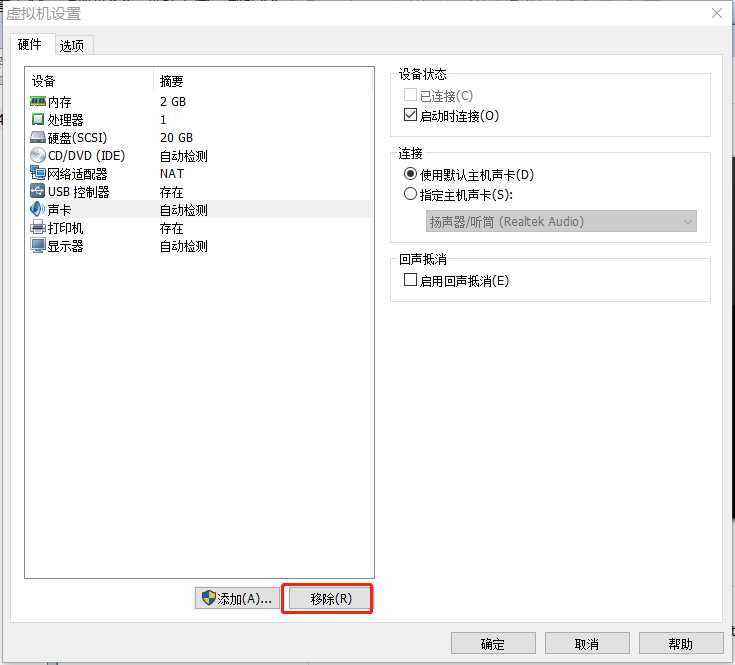 虚拟机设置
硬件 选项
设备 摘要
内存 2 GB
处理器 1
硬盘(SCSI) 20 GB
CD/DVD (IDE) 自动检测
网络适配器 NAT
USB 控制器 存在
声卡 自动检测
打印机 存在
显示器 自动检测
添加(A)... 移除(R)
设备状态
已连接(C)
启动时连接(O)
连接
使用默认主机声卡(D)
指定主机声卡(S):
扬声器/听筒 (Realtek Audio)
回声抵消
启用回声抵消(E)
确定 取消 帮助